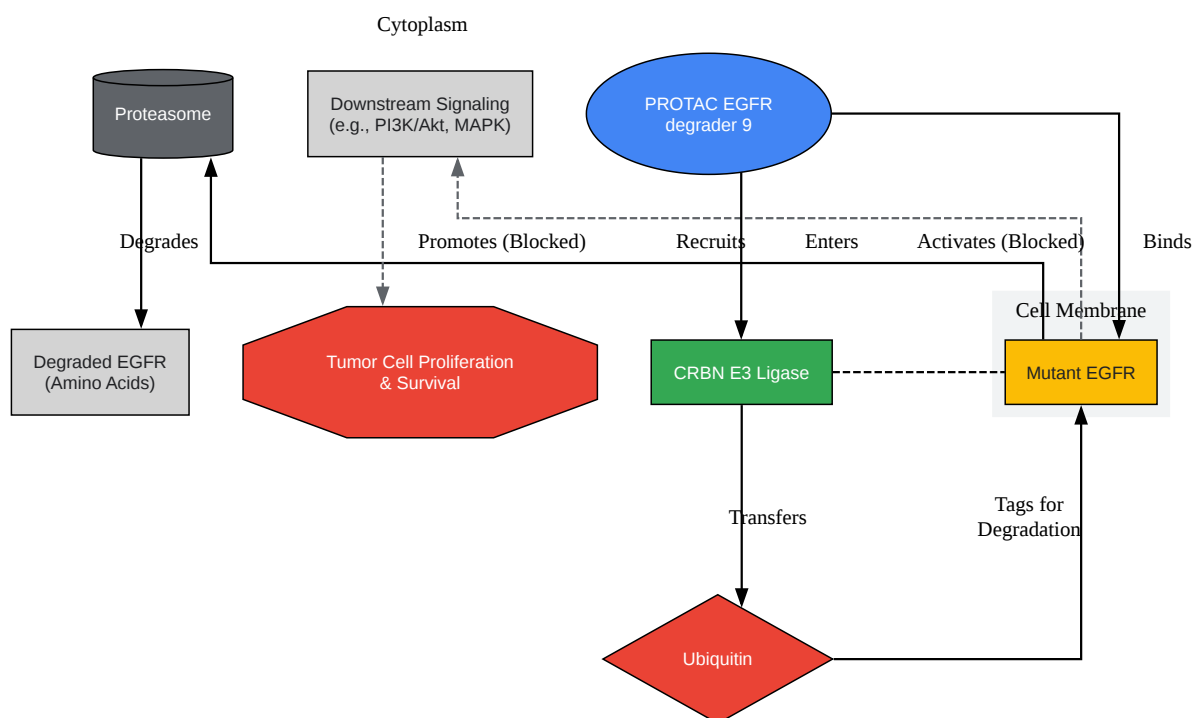 Cytoplasm
Proteasome
Downstream Signaling
(e.g., PI3K/Akt, MAPK)
PROTAC EGFR
degrader 9
Degrades
Promotes (Blocked)
Recruits
Enters
Activates (Blocked)
Binds
Cell Membrane
Degraded EGFR
(Amino Acids)
Tumor Cell Proliferation
& Survival
CRBN E3 Ligase
Mutant EGFR
Transfers
Tags for
Degradation
Ubiquitin